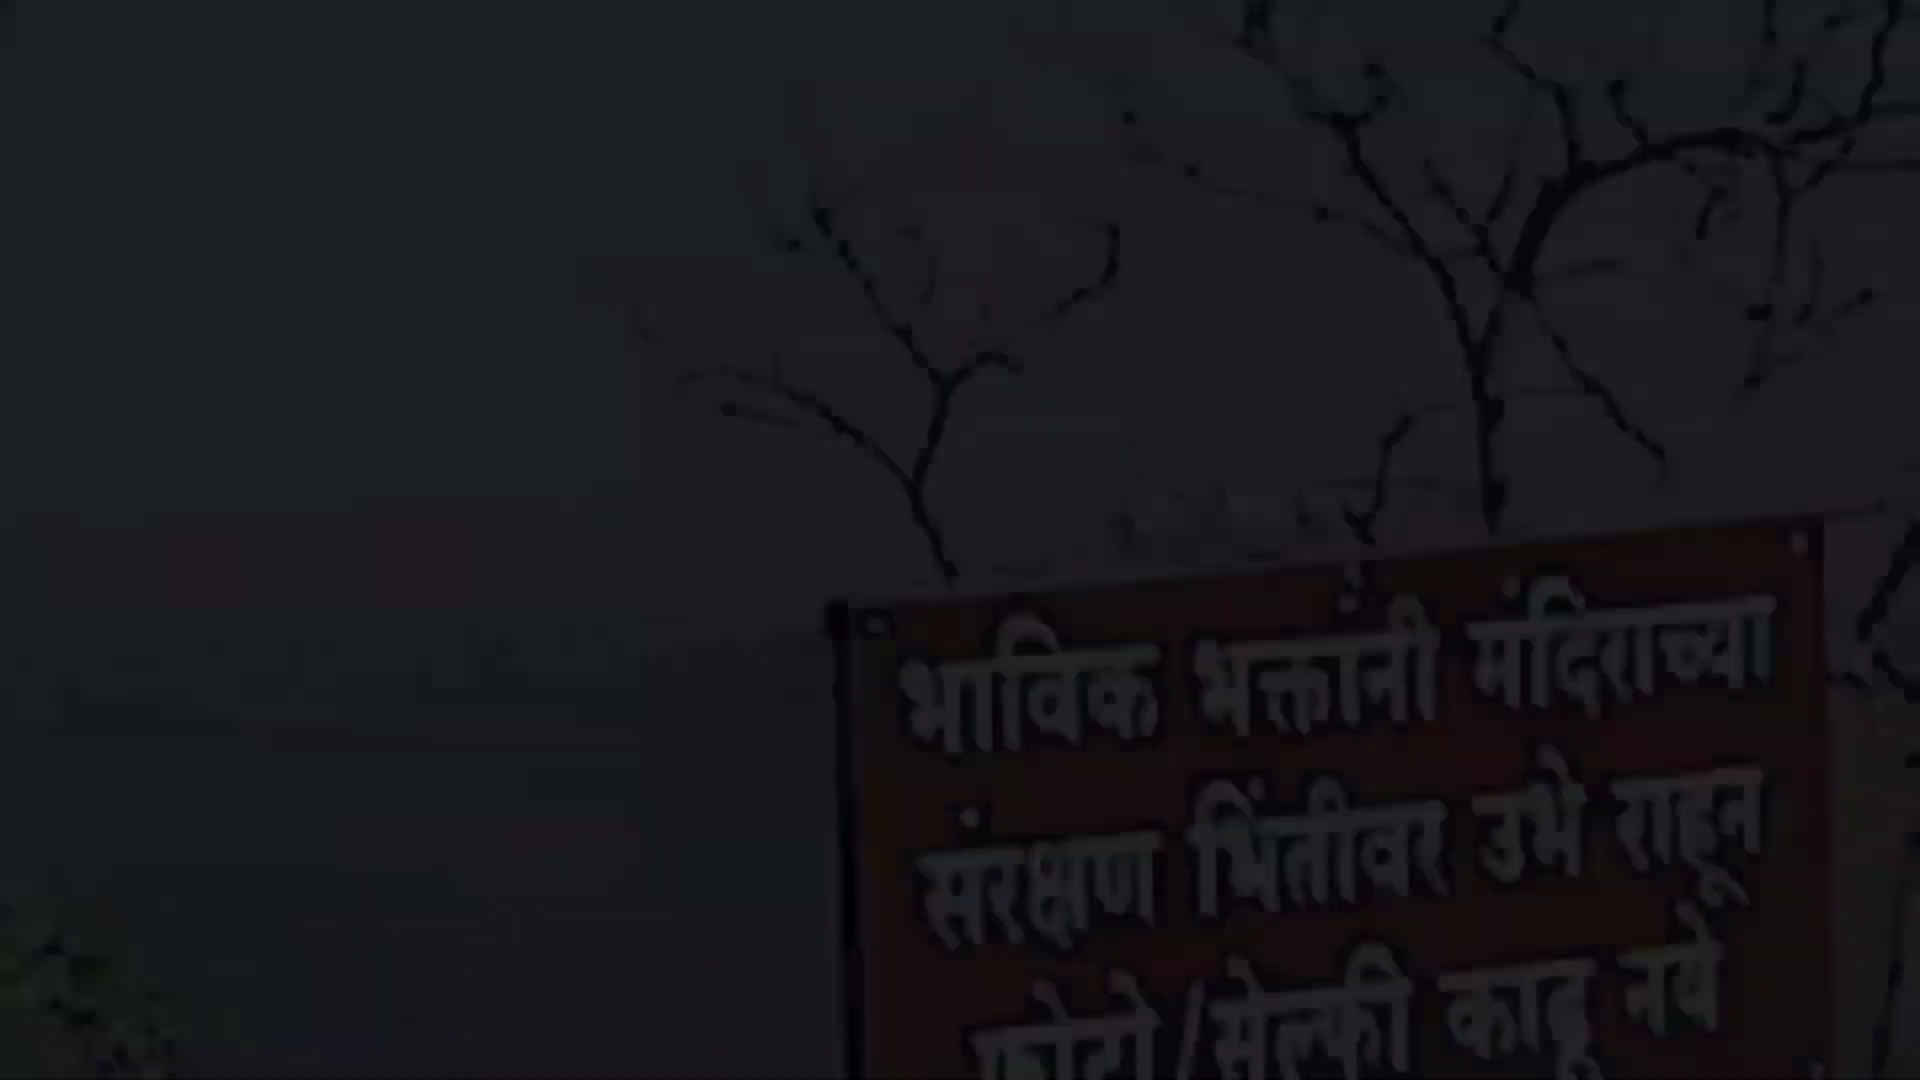 भाविक भक्तांनी मंदिराच्या
संरक्षण भिंतीवर उभे राहून
फोटो/सेल्फी काढू नये